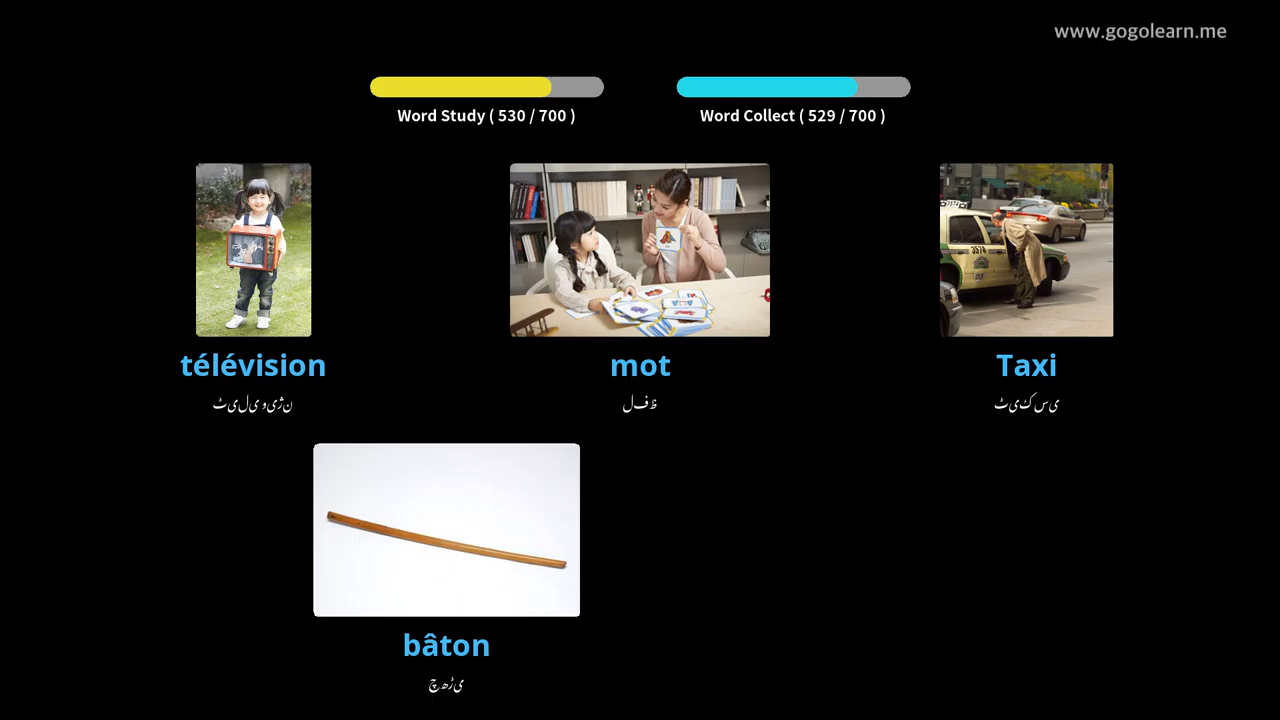 www.gogolearn.me
Word Study ( 530 / 700 )
Word Collect ( 529 / 700 )
3574
télévision
mot
Taxi
ٹیلیویژن
لفظ
ٹیکسی
bâton
چھڑی